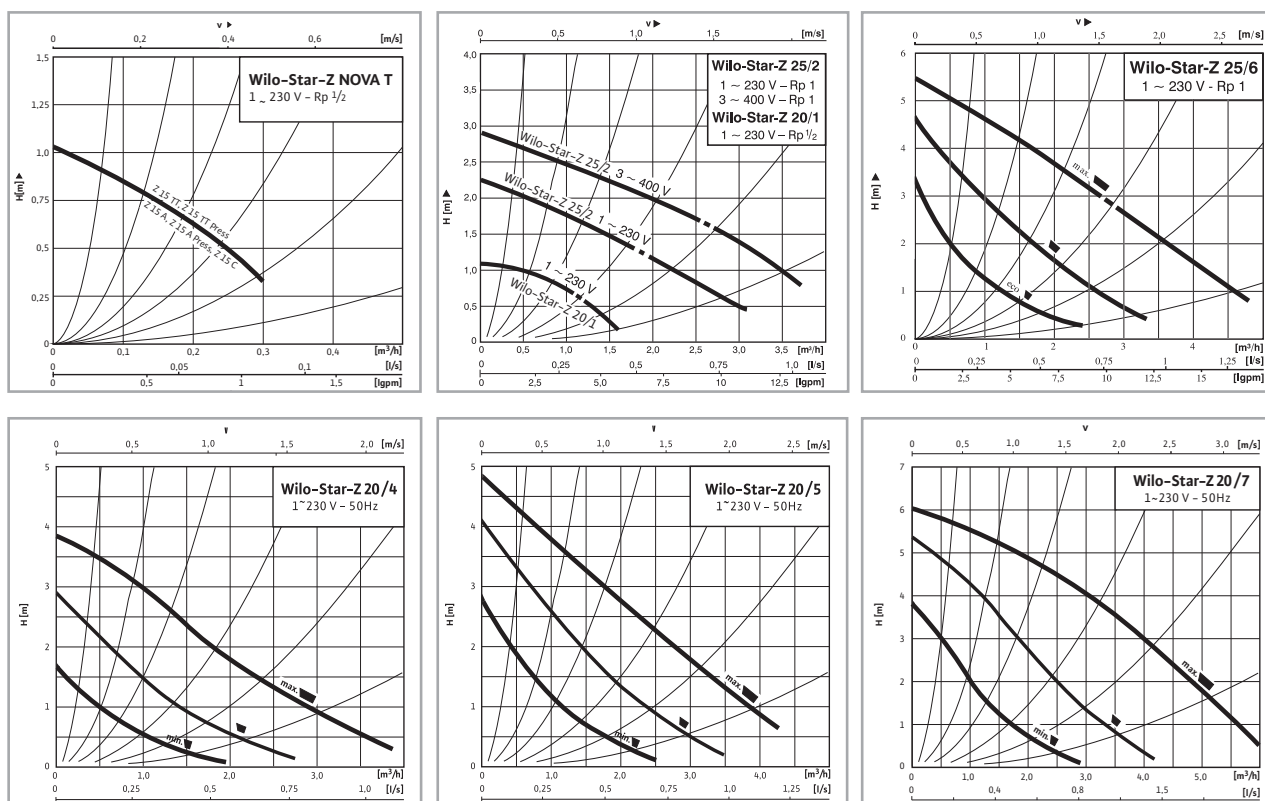 v ▶
0 0,2 0,4 0,6 [m/s]
1,5
1,25
1,0
0,75
0,5
0,25
0
H[m] ▶
Wilo-Star-Z NOVA T
1 ~ 230 V – Rp 1/2
Z 15 TT, Z 15 TT Press
Z 15 A, Z 15 A Press, Z 15 C
0 0,1 0,2 0,3 0,4 [m³/h]
0 0,05 0,1 [l/s]
0 0,5 1 1,5 [Igpm]
v ▶
0 0,5 1,0 1,5 [m/s]
4,0
3,5
3,0
2,5
2,0
1,5
1,0
0,5
0
H [m] ▶
Wilo-Star-Z 25/2
1 ~ 230 V – Rp 1
3 ~ 400 V – Rp 1
Wilo-Star-Z 20/1
1 ~ 230 V – Rp 1/2
Wilo-Star-Z 25/2 3 ~ 400 V
Wilo-Star-Z 25/2 1 ~ 230 V
1 ~ 230 V
Wilo-Star-Z 20/1
0 0,5 1,0 1,5 2,0 2,5 3,0 3,5 [m³/h]
0 0,25 0,5 0,75 1,0 [l/s]
0 2,5 5,0 7,5 10 12,5 [Igpm]
v ▶
0 0,5 1,0 1,5 2,0 2,5 [m/s]
6
5
4
3
2
1
0
H [m] ▶
Wilo-Star-Z 25/6
1 ~ 230 V - Rp 1
max.
eco
1 2 3 4 [m³/h]
0 0,25 0,5 0,75 1 1,25 [l/s]
0 2,5 5 7,5 10 12,5 15 [Igpm]
v
0 0,5 1,0 1,5 2,0 [m/s]
5
4
3
2
1
0
H [m]
Wilo-Star-Z 20/4
1~230 V – 50Hz
max.
min.
0 1,0 2,0 3,0 [m³/h]
0 0,25 0,5 0,75 1,0 [l/s]
v
0 0,5 1,0 1,5 2,0 2,5 [m/s]
5
4
3
2
1
0
H [m]
Wilo-Star-Z 20/5
1~230 V – 50Hz
max.
min.
0 1,0 2,0 3,0 4,0 [m³/h]
0 0,25 0,5 0,75 1,0 1,25 [l/s]
v
0 0,5 1,0 1,5 2,0 2,5 3,0 [m/s]
7
6
5
4
3
2
1
0
H [m]
Wilo-Star-Z 20/7
1~230 V – 50Hz
max.
min.
0 1,0 2,0 3,0 4,0 5,0 [m³/h]
0 0,4 0,8 1,5 [l/s]